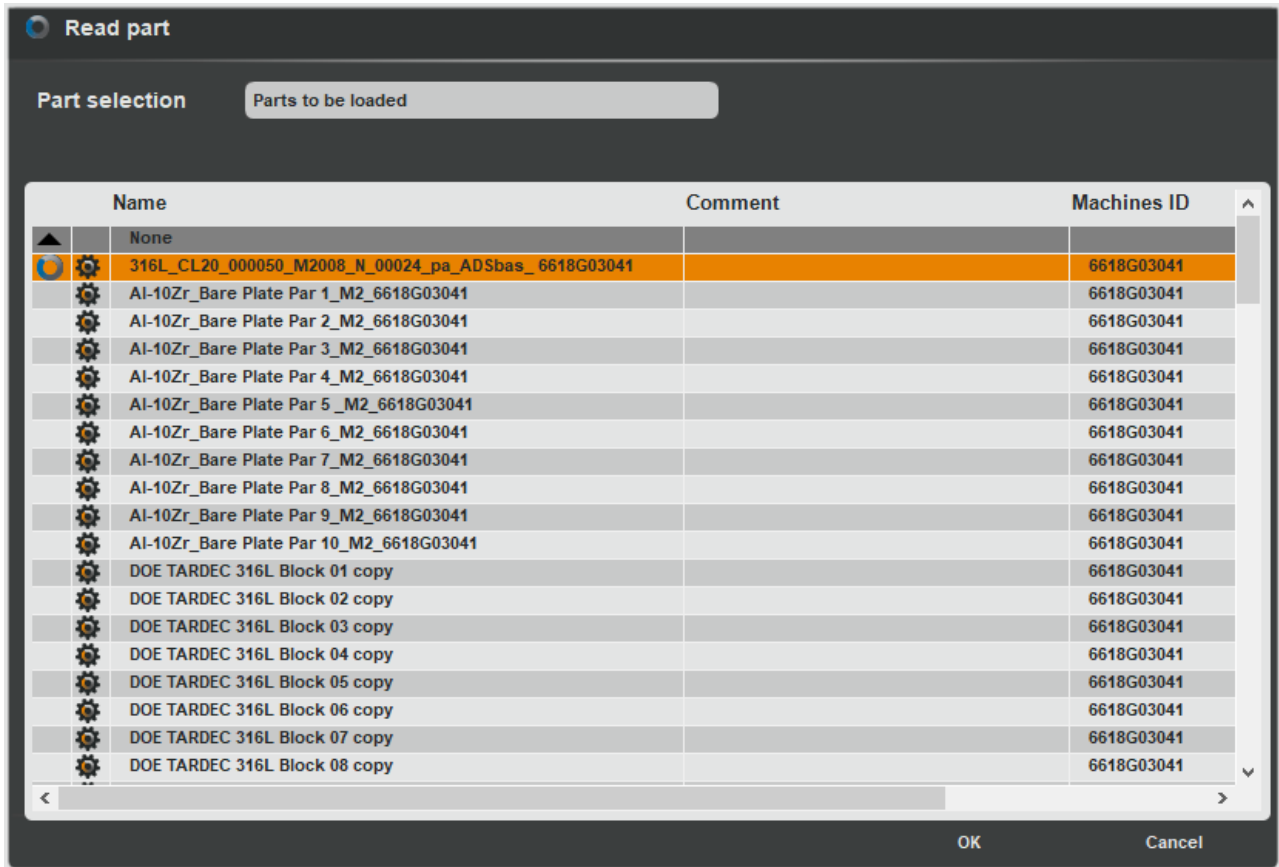 Read part
Part selection Parts to be loaded
Name Comment Machines ID
None
316L_CL20_000050_M2008_N_00024_pa_ADSbas_ 6618G03041 6618G03041
Al-10Zr_Bare Plate Par 1_M2_6618G03041 6618G03041
Al-10Zr_Bare Plate Par 2_M2_6618G03041 6618G03041
Al-10Zr_Bare Plate Par 3_M2_6618G03041 6618G03041
Al-10Zr_Bare Plate Par 4_M2_6618G03041 6618G03041
Al-10Zr_Bare Plate Par 5 _M2_6618G03041 6618G03041
Al-10Zr_Bare Plate Par 6_M2_6618G03041 6618G03041
Al-10Zr_Bare Plate Par 7_M2_6618G03041 6618G03041
Al-10Zr_Bare Plate Par 8_M2_6618G03041 6618G03041
Al-10Zr_Bare Plate Par 9_M2_6618G03041 6618G03041
Al-10Zr_Bare Plate Par 10_M2_6618G03041 6618G03041
DOE TARDEC 316L Block 01 copy 6618G03041
DOE TARDEC 316L Block 02 copy 6618G03041
DOE TARDEC 316L Block 03 copy 6618G03041
DOE TARDEC 316L Block 04 copy 6618G03041
DOE TARDEC 316L Block 05 copy 6618G03041
DOE TARDEC 316L Block 06 copy 6618G03041
DOE TARDEC 316L Block 07 copy 6618G03041
DOE TARDEC 316L Block 08 copy 6618G03041
OK Cancel